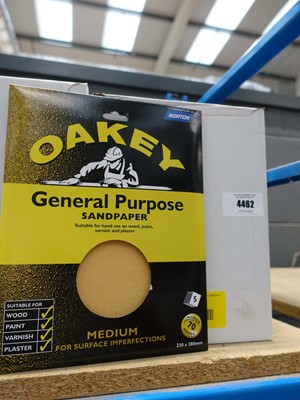 NORTON
OAKEY
General Purpose
SANDPAPER
Suitable for hand use on wood, paint,
varnish and plaster
4462
5
SUITABLE FOR
WOOD
PAINT
VARNISH
PLASTER
70
MEDIUM
FOR SURFACE IMPERFECTIONS
230 x 280mm